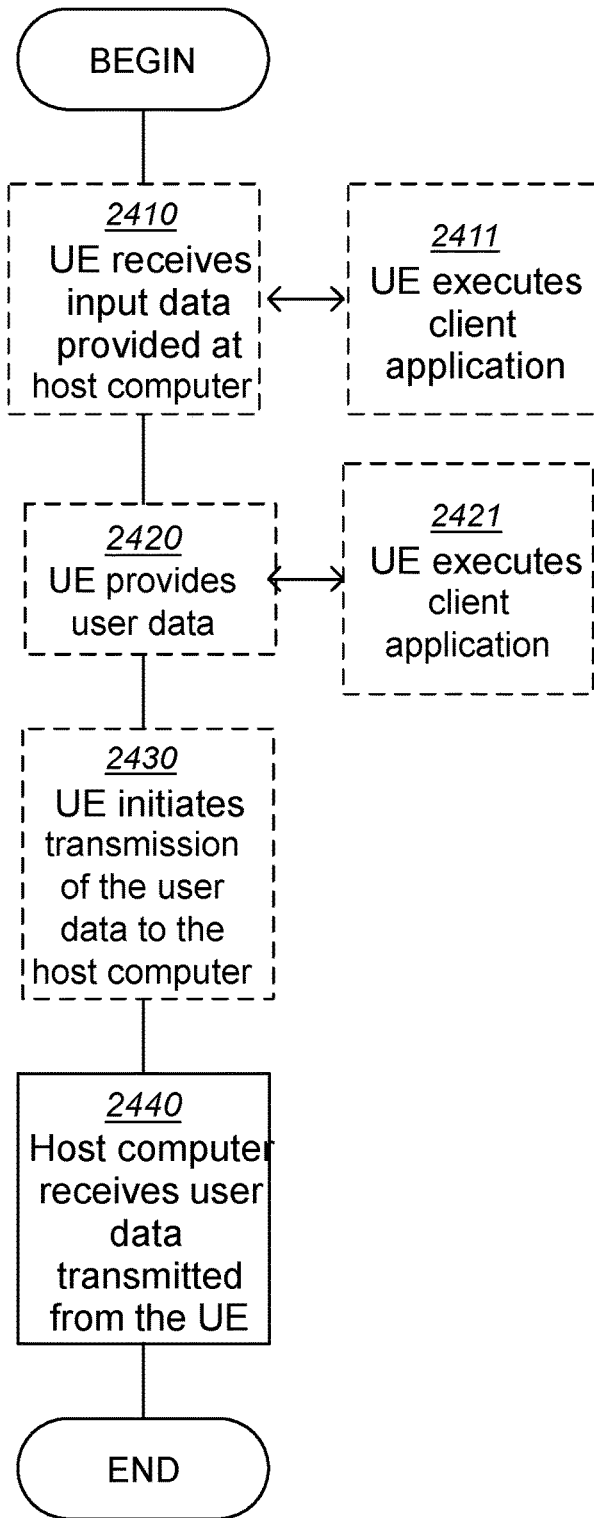 BEGIN
2410
UE receives
input data
provided at
host computer
2411
UE executes
client
application
2420
UE provides
user data
2421
UE executes
client
application
2430
UE initiates
transmission
of the user
data to the
host computer
2440
Host computer
receives user
data
transmitted
from the UE
END